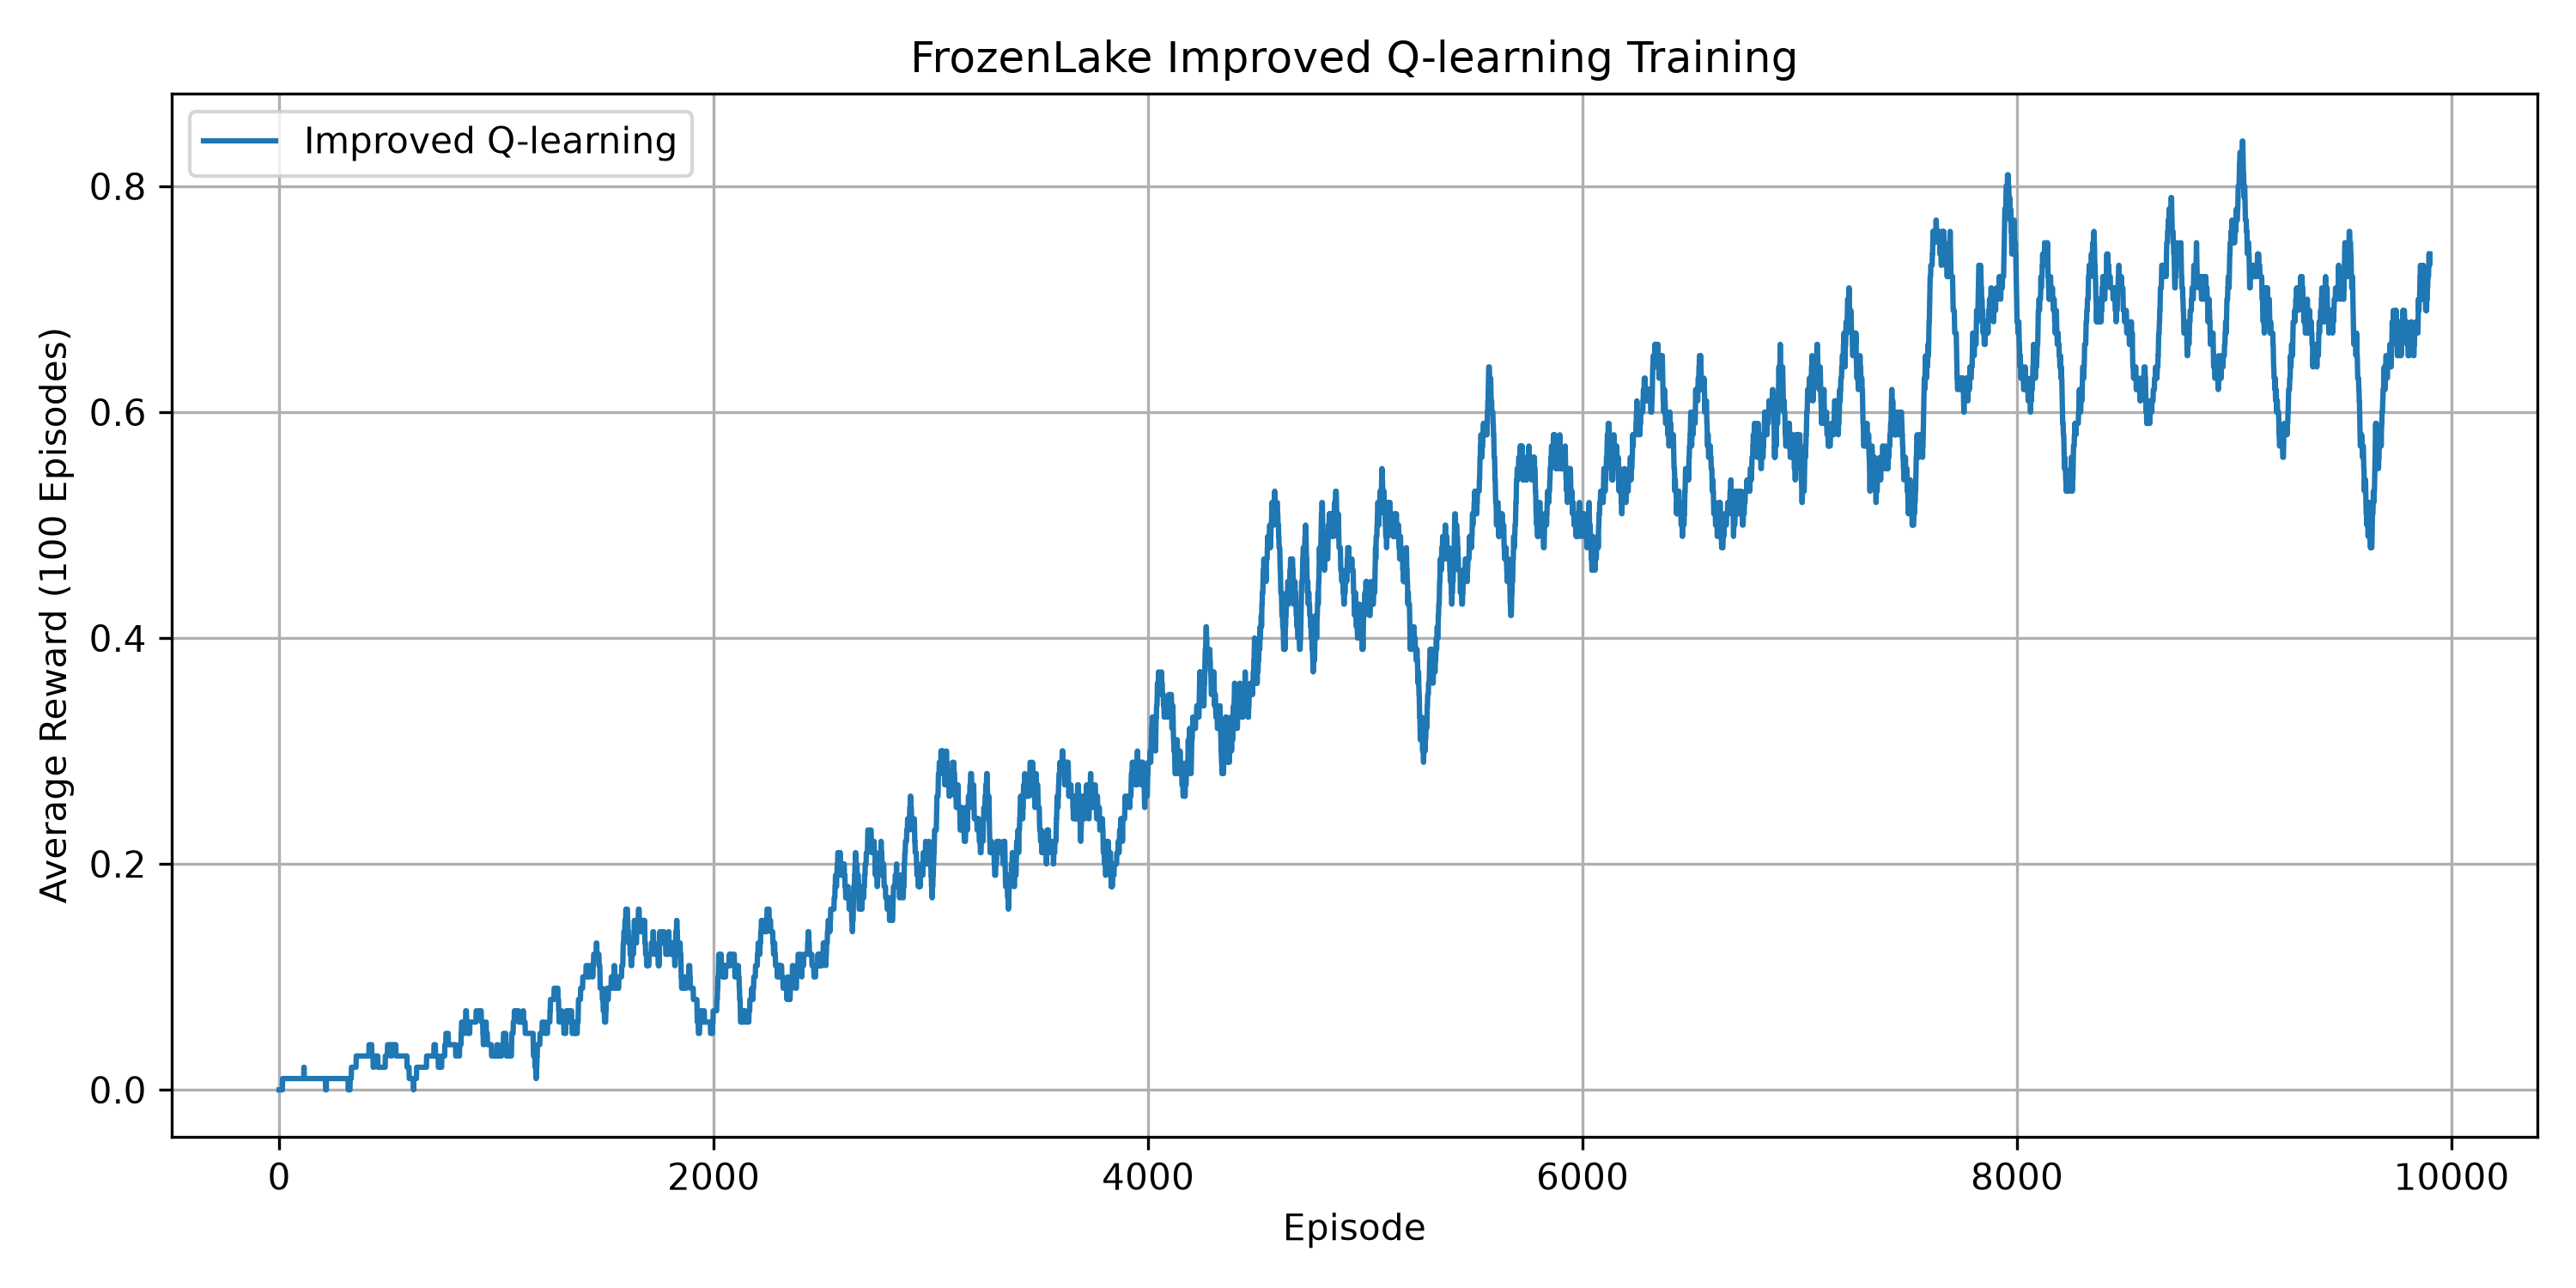 FrozenLake Improved Q-learning Training
Improved Q-learning
Average Reward (100 Episodes)
0.8
0.6
0.4
0.2
0.0
0 2000 4000 6000 8000 10000
Episode